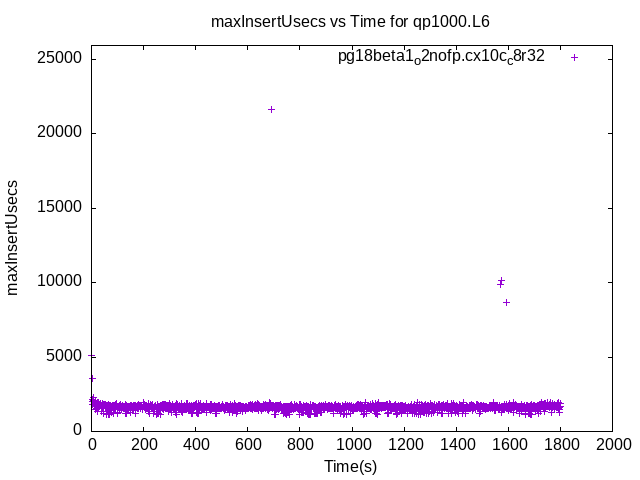 maxInsertUsecs vs Time for qp1000.L6
pg18beta1o2nofp.cx10cc8r32
25000
20000
15000
10000
5000
0
maxInsertUsecs
0 200 400 600 800 1000 1200 1400 1600 1800 2000
Time(s)